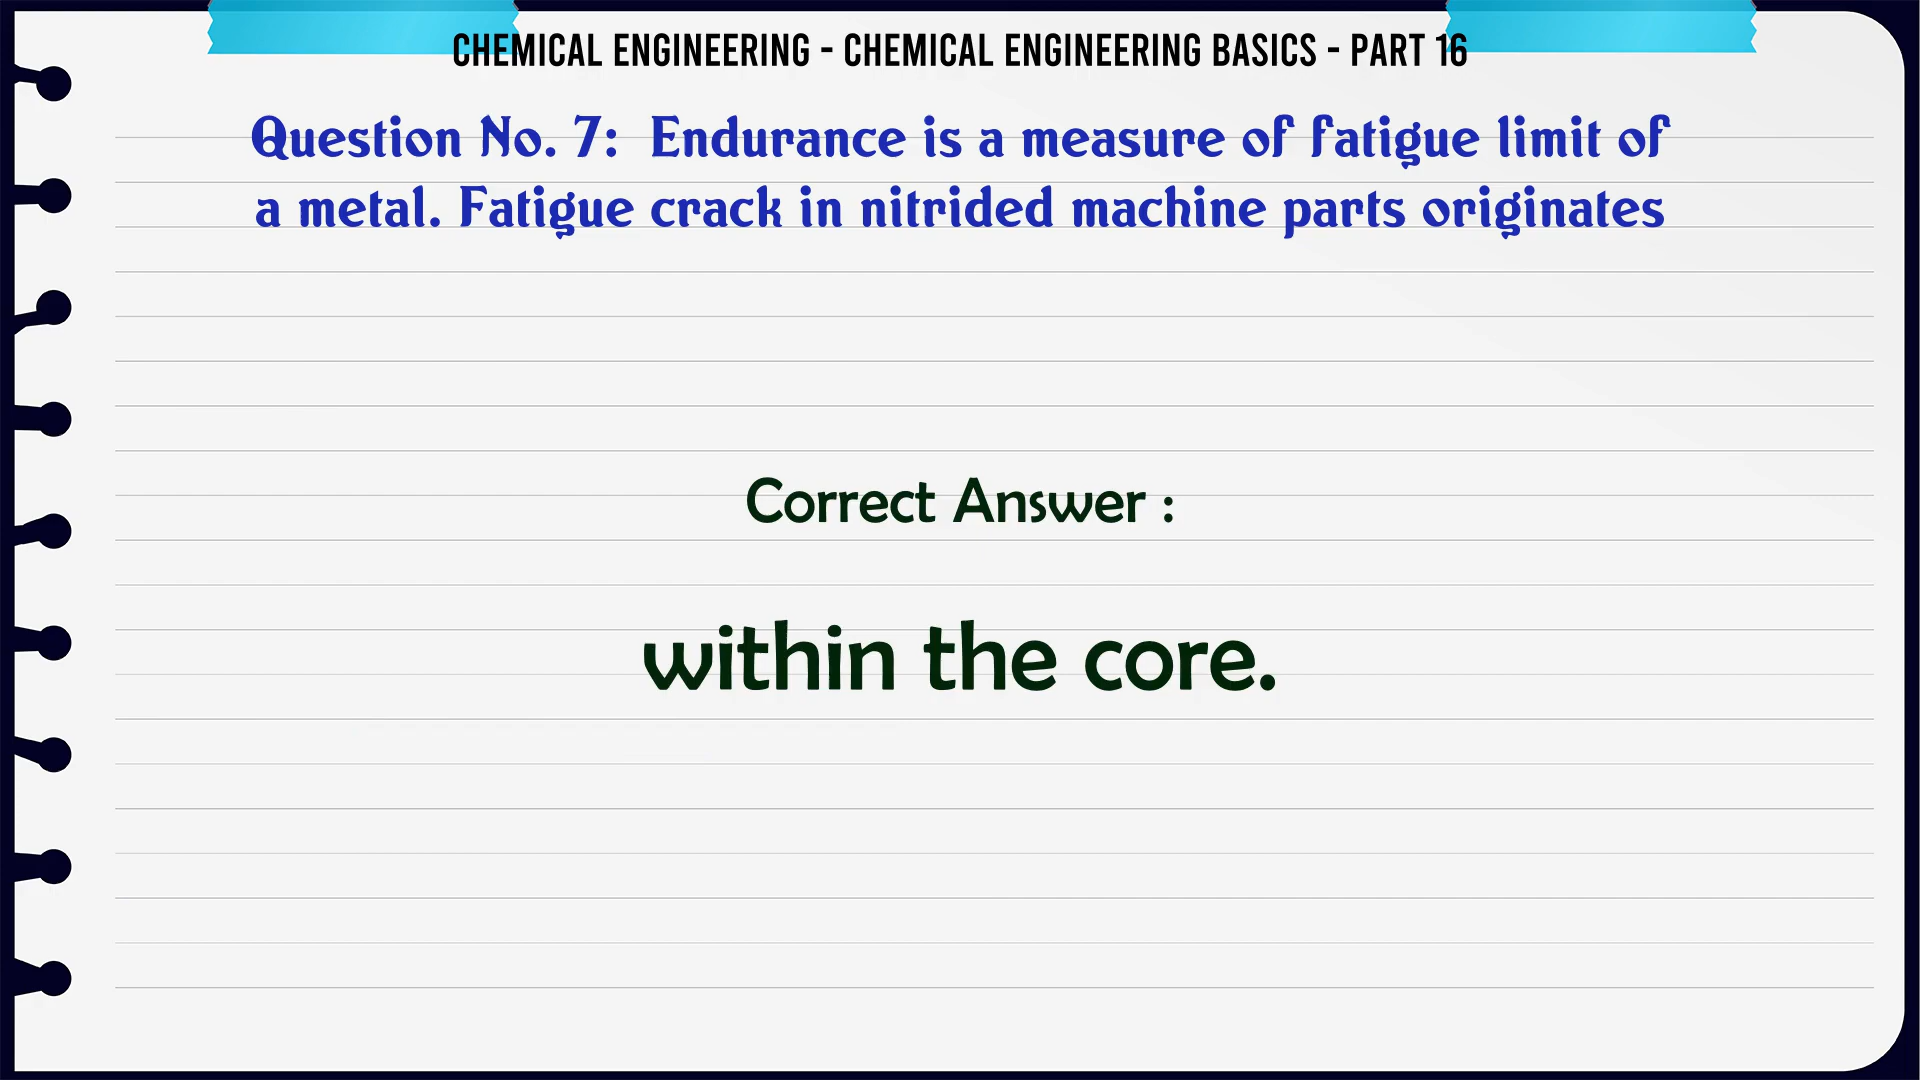 CHEMICAL ENGINEERING - CHEMICAL ENGINEERING BASICS - PART 16
Question No. 7: Endurance is a measure of fatigue limit of
a metal. Fatigue crack in nitrided machine parts originates
Correct Answer :
within the core.